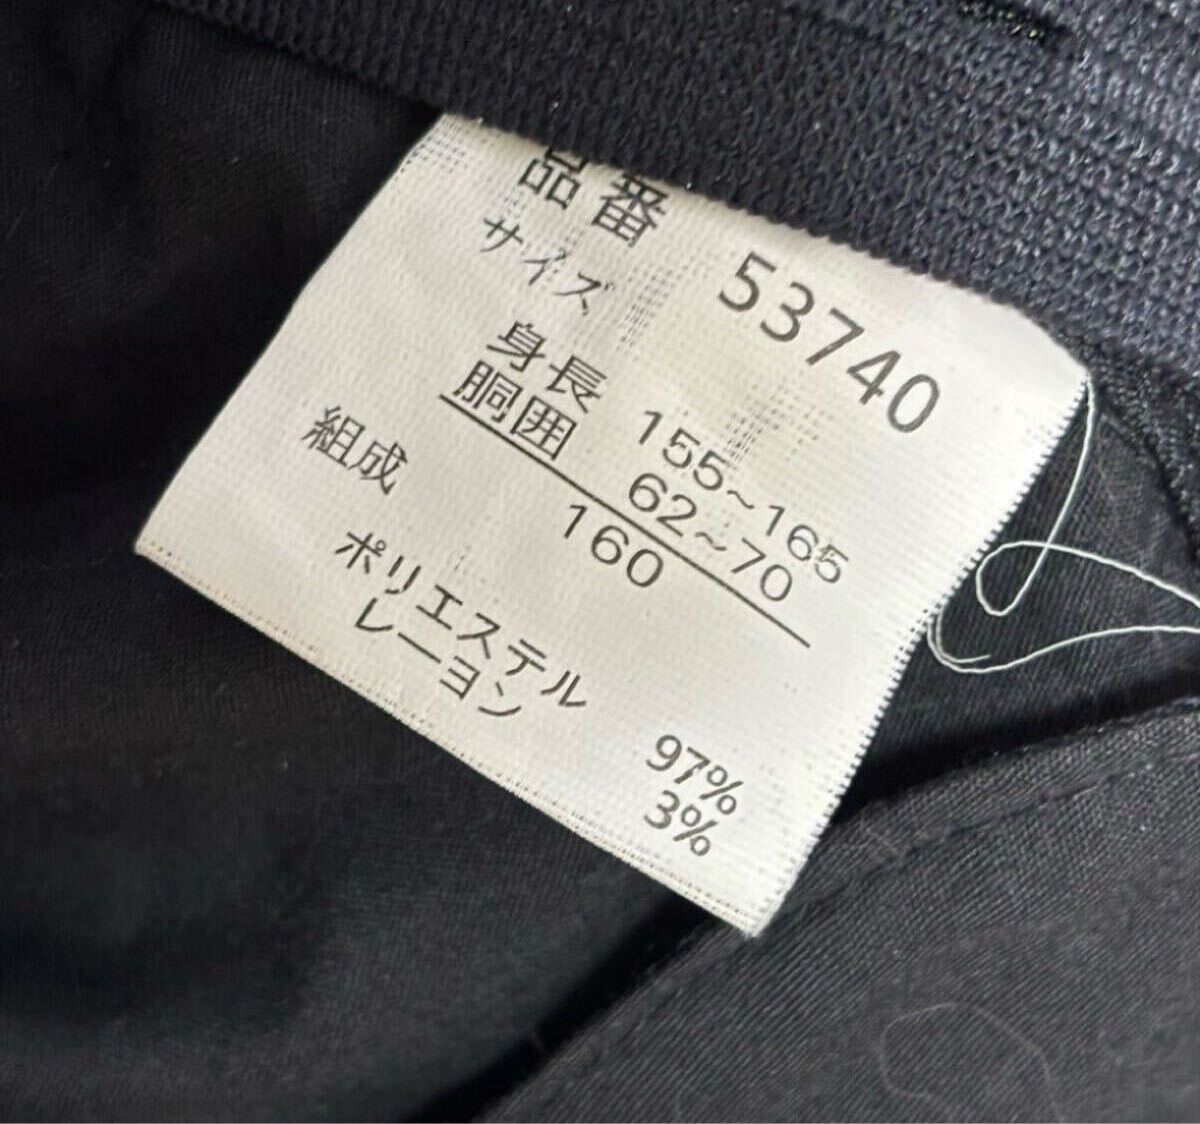 品番 53740
サイズ
身長 155~165
胴囲 62~70
160
組成
ポリエステル 97%
レーヨン 3%